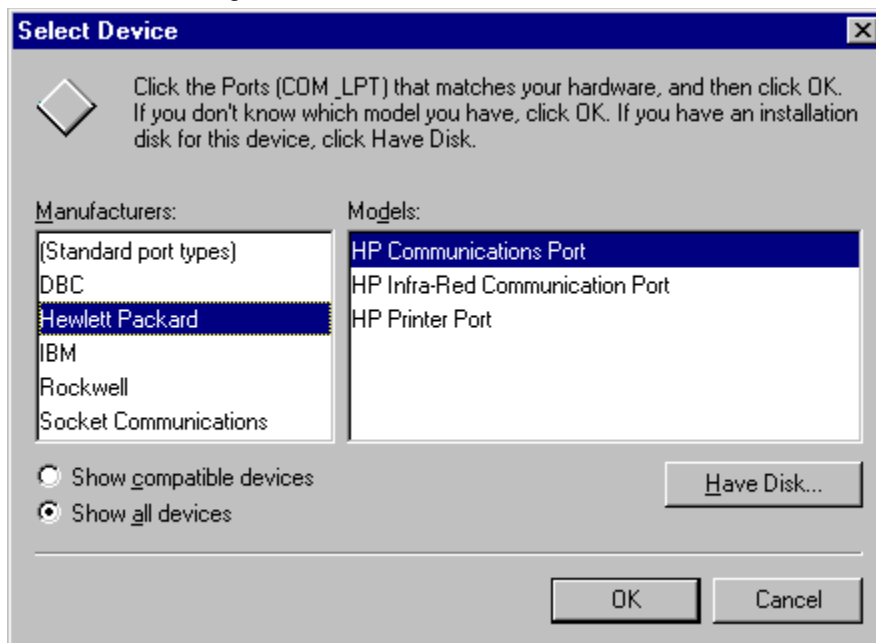 Select Device
Click the Ports (COM _LPT) that matches your hardware, and then click OK.
If you don't know which model you have, click OK. If you have an installation
disk for this device, click Have Disk.
Manufacturers:
(Standard port types)
DBC
Hewlett Packard
IBM
Rockwell
Socket Communications
Models:
HP Communications Port
HP Infra-Red Communication Port
HP Printer Port
Show compatible devices
Show all devices
Have Disk...
OK
Cancel